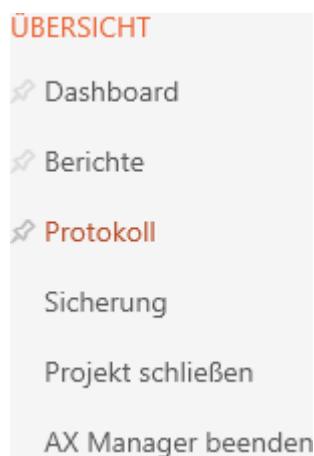 ÜBERSICHT
Dashboard
Berichte
Protokoll
Sicherung
Projekt schließen
AX Manager beenden